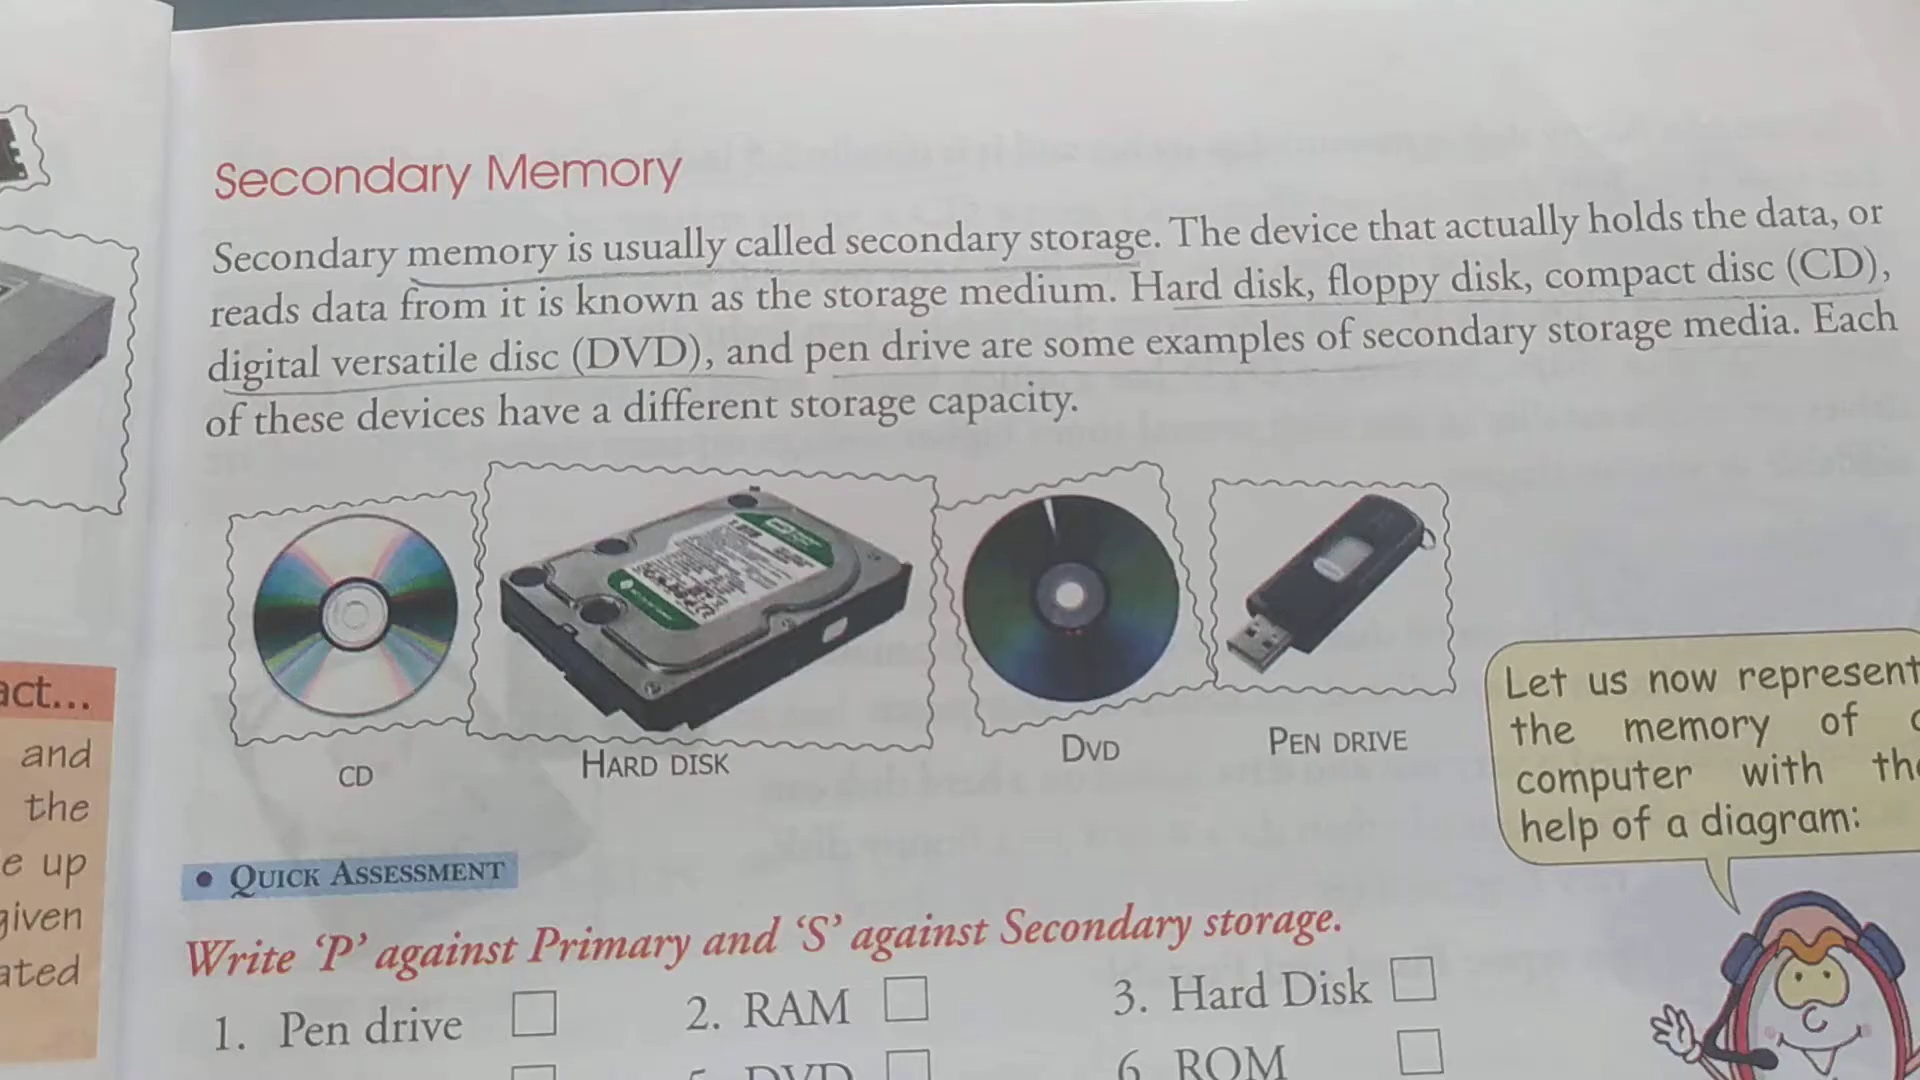 Secondary Memory
Secondary memory is usually called secondary storage. The device that actually holds the data, or
reads data from it is known as the storage medium. Hard disk, floppy disk, compact disc (CD),
digital versatile disc (DVD), and pen drive are some examples of secondary storage media. Each
of these devices have a different storage capacity.
CD
HARD DISK
DVD
PEN DRIVE
Let us now represent
the memory of
computer with the
help of a diagram:
act...
and
the
e up
given
ated
• QUICK ASSESSMENT
Write ‘P’ against Primary and ‘S’ against Secondary storage.
1. Pen drive
2. RAM
3. Hard Disk
5. DVD
6. ROM